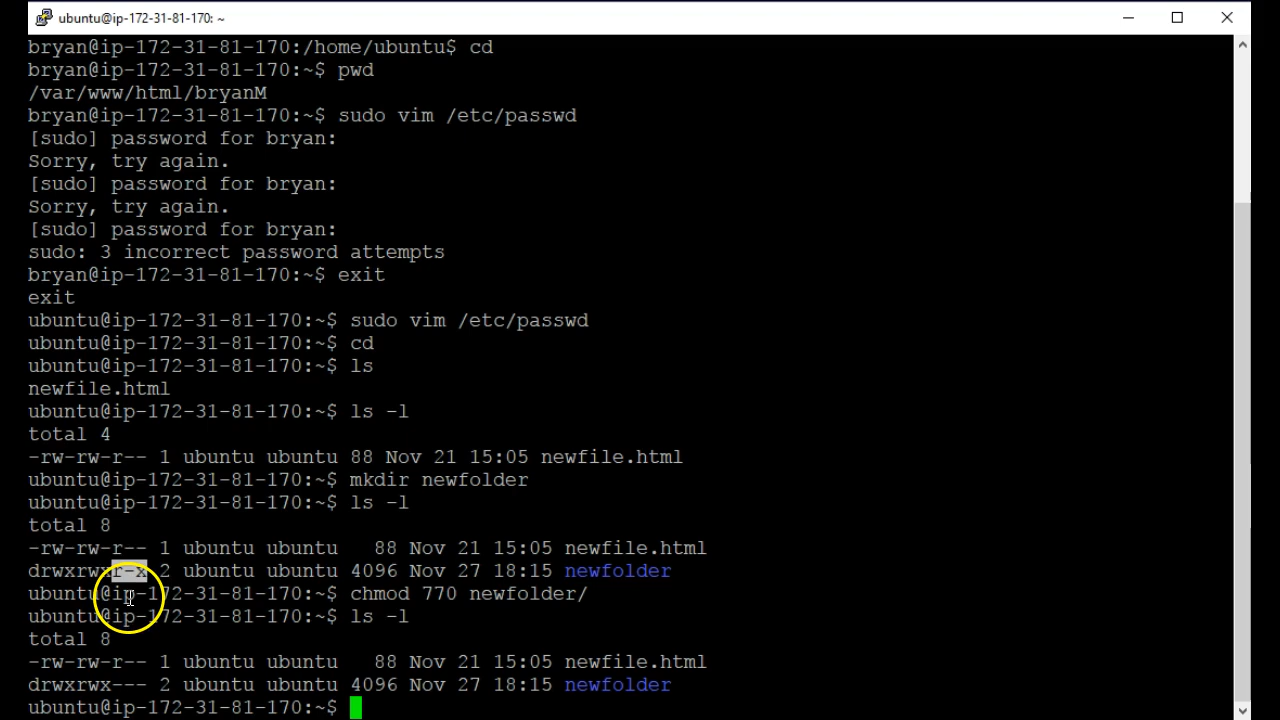 ubuntu@ip-172-31-81-170: ~
bryan@ip-172-31-81-170:/home/ubuntu$ cd
bryan@ip-172-31-81-170:~$ pwd
/var/www/html/bryanM
bryan@ip-172-31-81-170:~$ sudo vim /etc/passwd
[sudo] password for bryan:
Sorry, try again.
[sudo] password for bryan:
Sorry, try again.
[sudo] password for bryan:
sudo: 3 incorrect password attempts
bryan@ip-172-31-81-170:~$ exit
exit
ubuntu@ip-172-31-81-170:~$ sudo vim /etc/passwd
ubuntu@ip-172-31-81-170:~$ cd
ubuntu@ip-172-31-81-170:~$ ls
newfile.html
ubuntu@ip-172-31-81-170:~$ ls -l
total 4
-rw-rw-r-- 1 ubuntu ubuntu 88 Nov 21 15:05 newfile.html
ubuntu@ip-172-31-81-170:~$ mkdir newfolder
ubuntu@ip-172-31-81-170:~$ ls -l
total 8
-rw-rw-r-- 1 ubuntu ubuntu   88 Nov 21 15:05 newfile.html
drwxrwxr-x 2 ubuntu ubuntu 4096 Nov 27 18:15 newfolder
ubuntu@ip-172-31-81-170:~$ chmod 770 newfolder/
ubuntu@ip-172-31-81-170:~$ ls -l
total 8
-rw-rw-r-- 1 ubuntu ubuntu   88 Nov 21 15:05 newfile.html
drwxrwx--- 2 ubuntu ubuntu 4096 Nov 27 18:15 newfolder
ubuntu@ip-172-31-81-170:~$